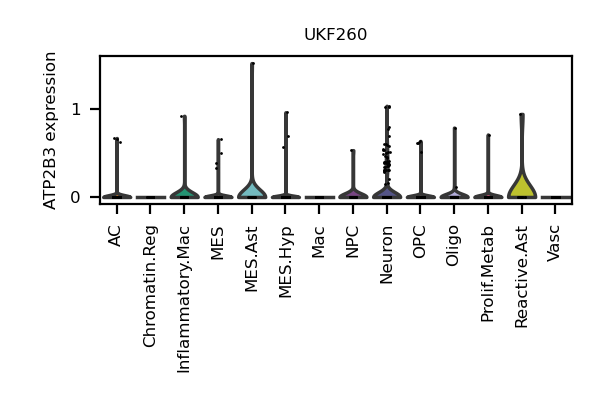 UKF260
ATP2B3 expression
1
0
AC
Chromatin.Reg
Inflammatory.Mac
MES
MES.Ast
MES.Hyp
Mac
NPC
Neuron
OPC
Oligo
Prolif.Metab
Reactive.Ast
Vasc